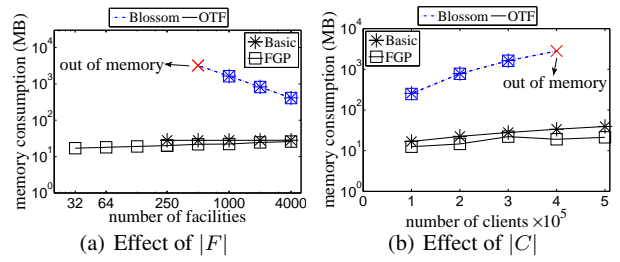 Blossom OTF
memory consumption (MB)
10^4
10^3
10^2
10^1
10^0
out of memory
Basic
FGP
32 64 250 1000 2000 4000
number of facilities
(a) Effect of |F|
Blossom OTF
memory consumption (MB)
10^4
10^3
10^2
10^1
10^0
Basic
FGP
out of memory
0 1 2 3 4 5
number of clients ×10^5
(b) Effect of |C|